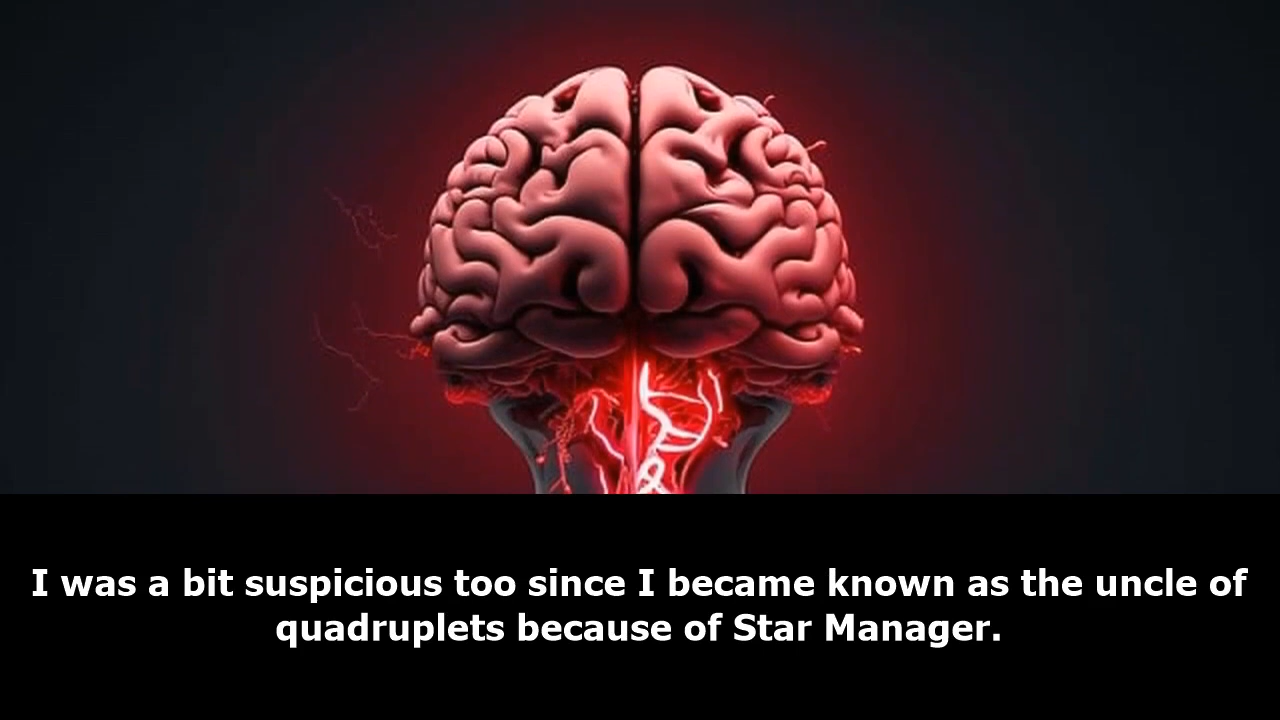 I was a bit suspicious too since I became known as the uncle of
quadruplets because of Star Manager.